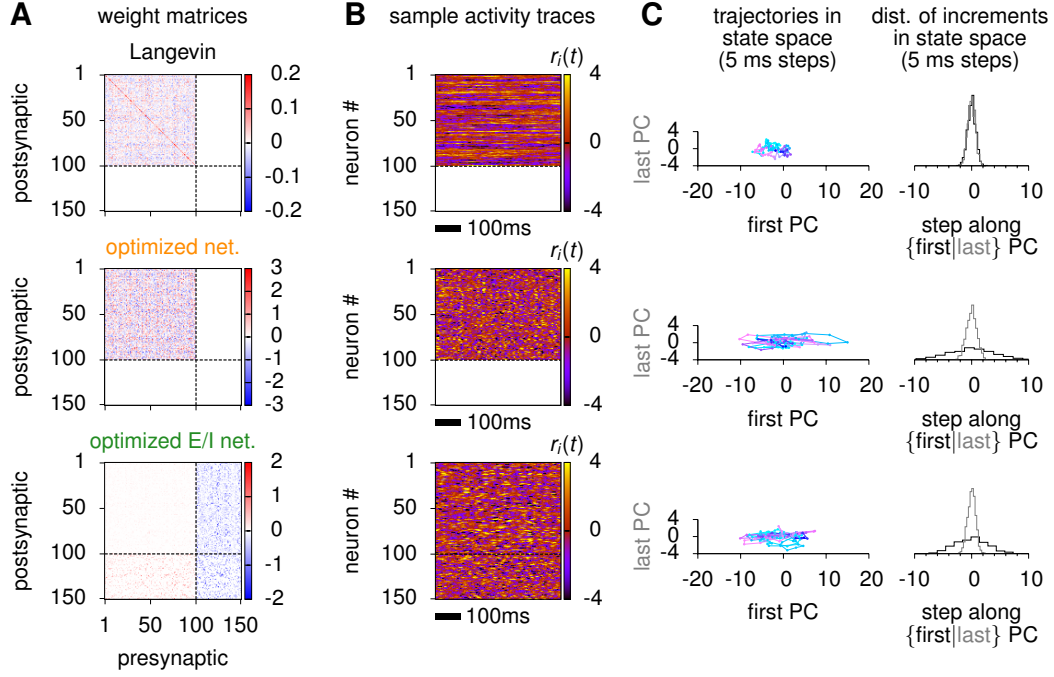 A
weight matrices
B
sample activity traces
C
trajectories in
state space
(5 ms steps)
dist. of increments
in state space
(5 ms steps)
Langevin
postsynaptic
1
50
100
150
0.2
0.1
0
-0.1
-0.2
neuron #
1
50
100
150
r_i(t)
4
0
-4
100ms
last PC
4
0
-4
-20
-10
0
10
20
first PC
-10
0
10
step along
{first|last} PC
optimized net.
postsynaptic
1
50
100
150
3
2
1
0
-1
-2
-3
neuron #
1
50
100
150
r_i(t)
4
0
-4
100ms
last PC
4
0
-4
-20
-10
0
10
20
first PC
-10
0
10
step along
{first|last} PC
optimized E/I net.
postsynaptic
1
50
100
150
2
1
0
-1
-2
1
50
100
150
presynaptic
neuron #
1
50
100
150
r_i(t)
4
0
-4
100ms
last PC
4
0
-4
-20
-10
0
10
20
first PC
-10
0
10
step along
{first|last} PC